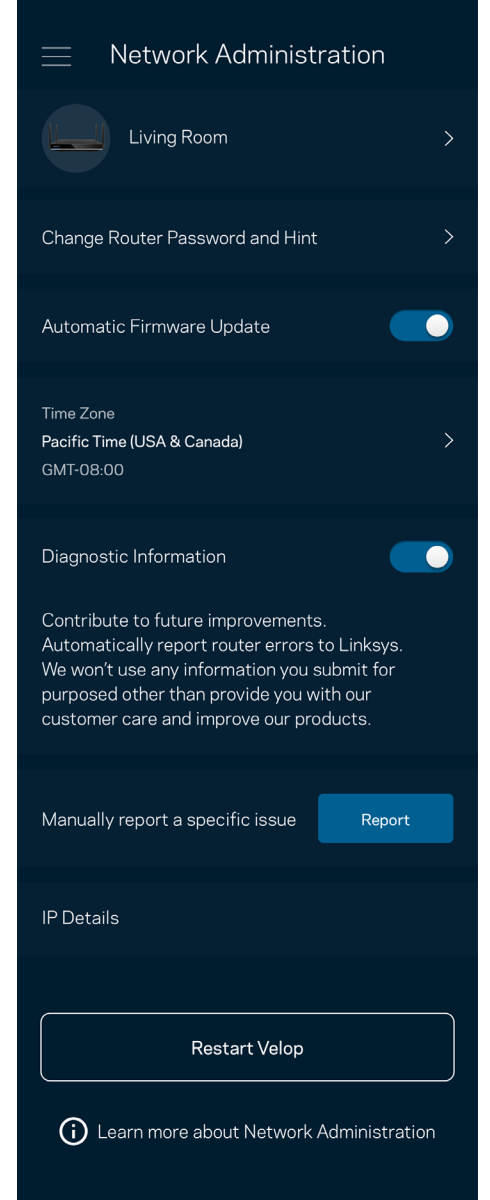 Network Administration
Living Room
Change Router Password and Hint
Automatic Firmware Update
Time Zone
Pacific Time (USA & Canada)
GMT-08:00
Diagnostic Information
Contribute to future improvements.
Automatically report router errors to Linksys.
We won't use any information you submit for
purposed other than provide you with our
customer care and improve our products.
Manually report a specific issue
Report
IP Details
Restart Velop
Learn more about Network Administration